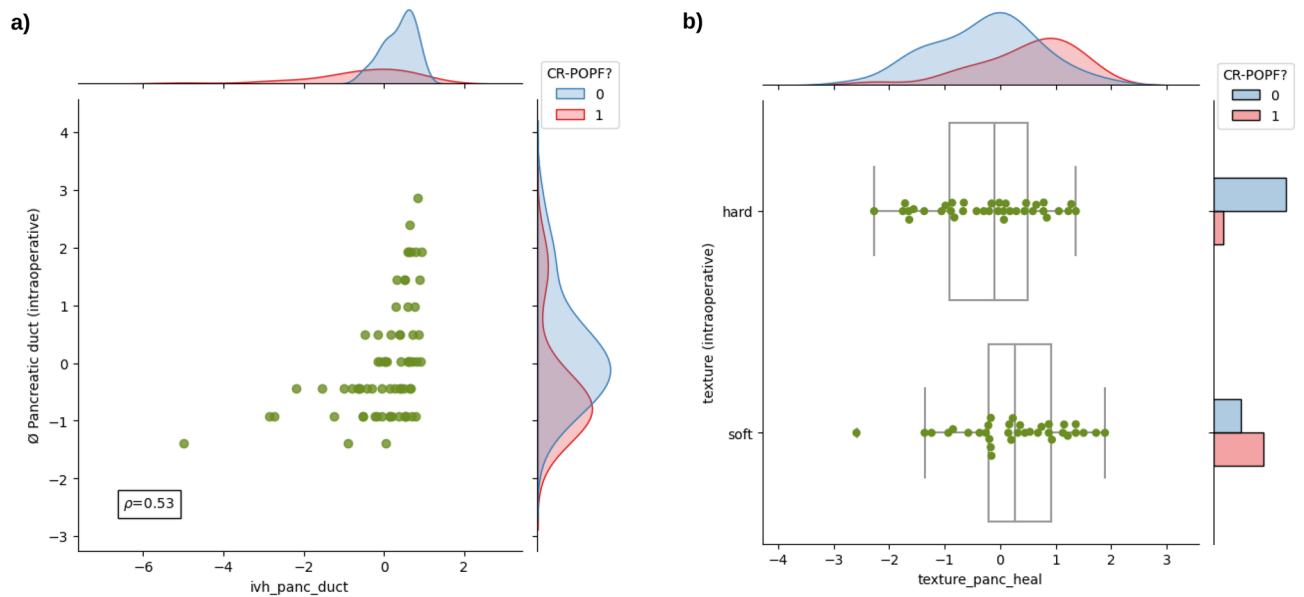 a)
CR-POPF?
0
1
4
3
2
1
0
−1
−2
−3
Ø Pancreatic duct (intraoperative)
ρ=0.53
−6
−4
−2
0
2
ivh_panc_duct
b)
CR-POPF?
0
1
hard
soft
texture (intraoperative)
−4
−3
−2
−1
0
1
2
3
texture_panc_heal